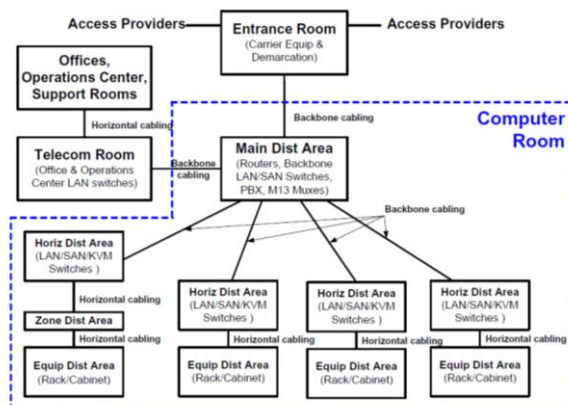 Access Providers
Entrance Room
(Carrier Equip &
Demarcation)
Access Providers
Offices,
Operations Center,
Support Rooms
Horizontal cabling
Backbone cabling
Computer
Room
Telecom Room
(Office & Operations
Center LAN switches)
Backbone
cabling
Main Dist Area
(Routers, Backbone
LAN/SAN Switches,
PBX, M13 Muxes)
Backbone cabling
Horiz Dist Area
(LAN/SAN/KVM
Switches )
Horizontal cabling
Zone Dist Area
Horizontal cabling
Equip Dist Area
(Rack/Cabinet)
Horiz Dist Area
(LAN/SAN/KVM
Switches )
Horizontal cabling
Equip Dist Area
(Rack/Cabinet)
Horiz Dist Area
(LAN/SAN/KVM
Switches )
Horizontal cabling
Equip Dist Area
(Rack/Cabinet)
Horiz Dist Area
(LAN/SAN/KVM
Switches )
Horizontal cabling
Equip Dist Area
(Rack/Cabinet)